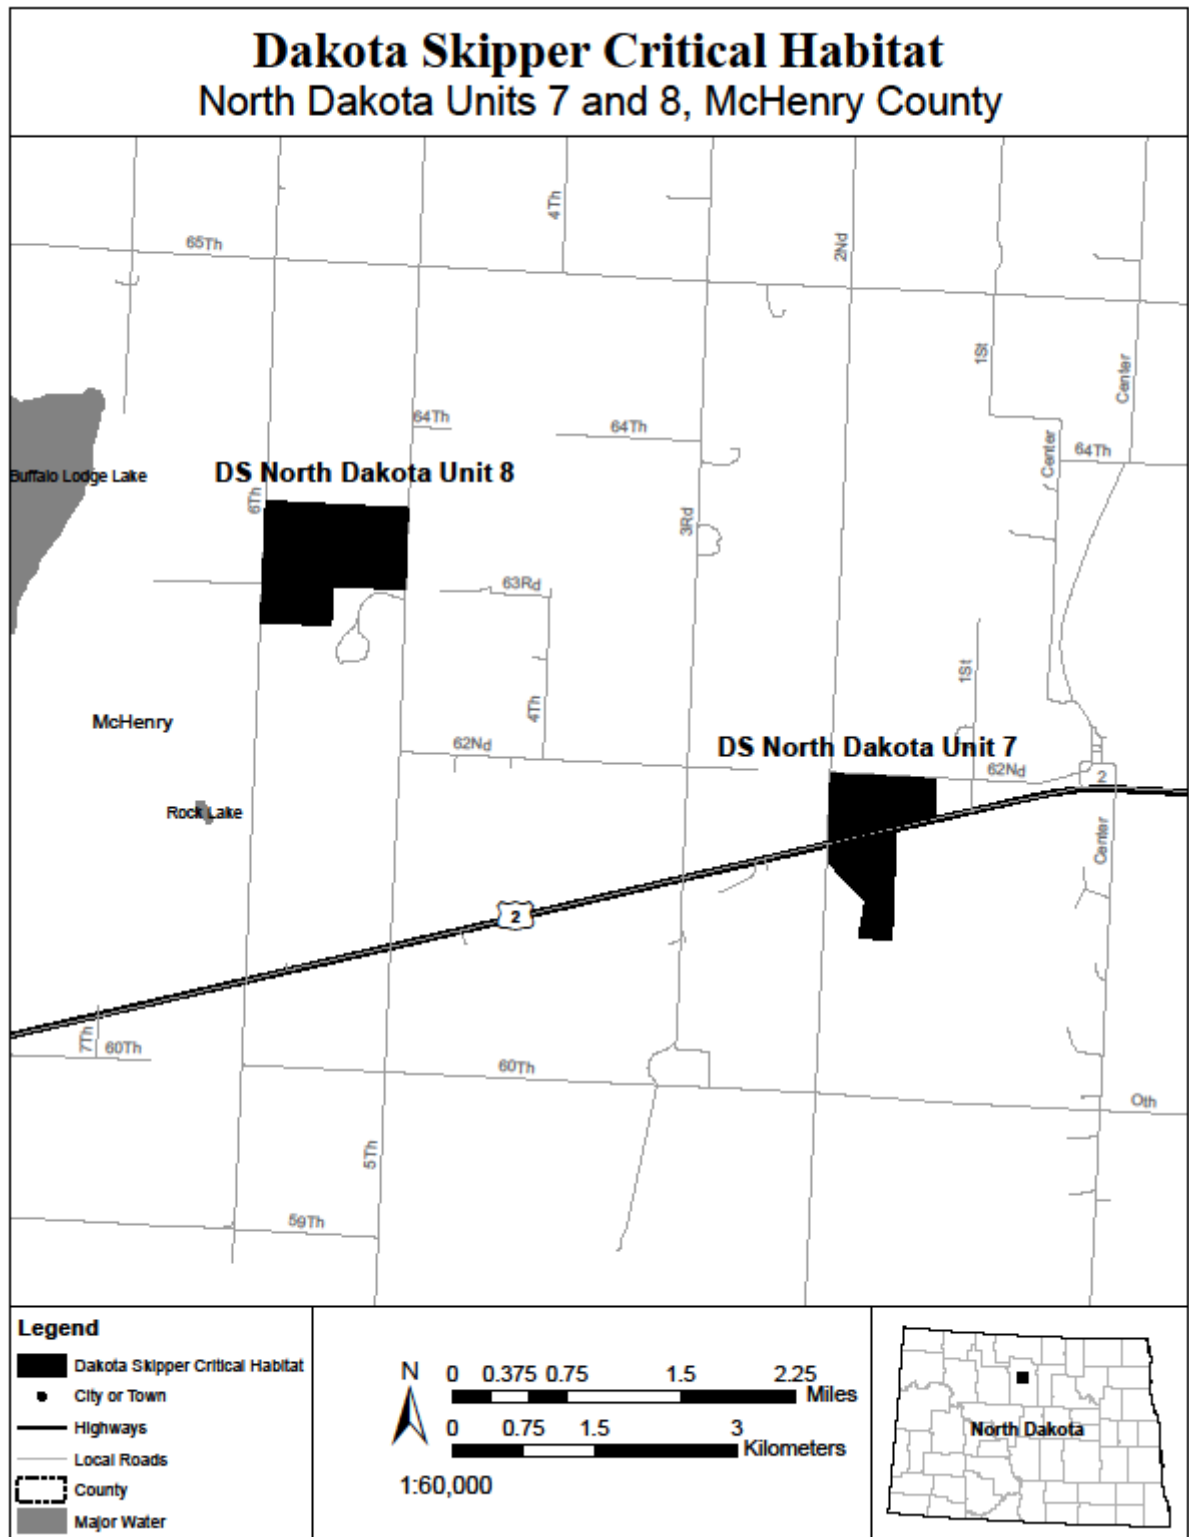 Dakota Skipper Critical Habitat
North Dakota Units 7 and 8, McHenry County
4Th
2Nd
65Th
1St
Center
64Th
64Th
Center
64Th
Buffalo Lodge Lake
DS North Dakota Unit 8
6Th
3Rd
63Rd
1St
4Th
McHenry
62Nd
DS North Dakota Unit 7
62Nd
2
Rock Lake
Center
2
7Th
60Th
60Th
0th
5Th
59Th
Legend
Dakota Skipper Critical Habitat
City or Town
Highways
Local Roads
County
Major Water
N
0 0.375 0.75 1.5 2.25
Miles
0 0.75 1.5 3
Kilometers
1:60,000
North Dakota